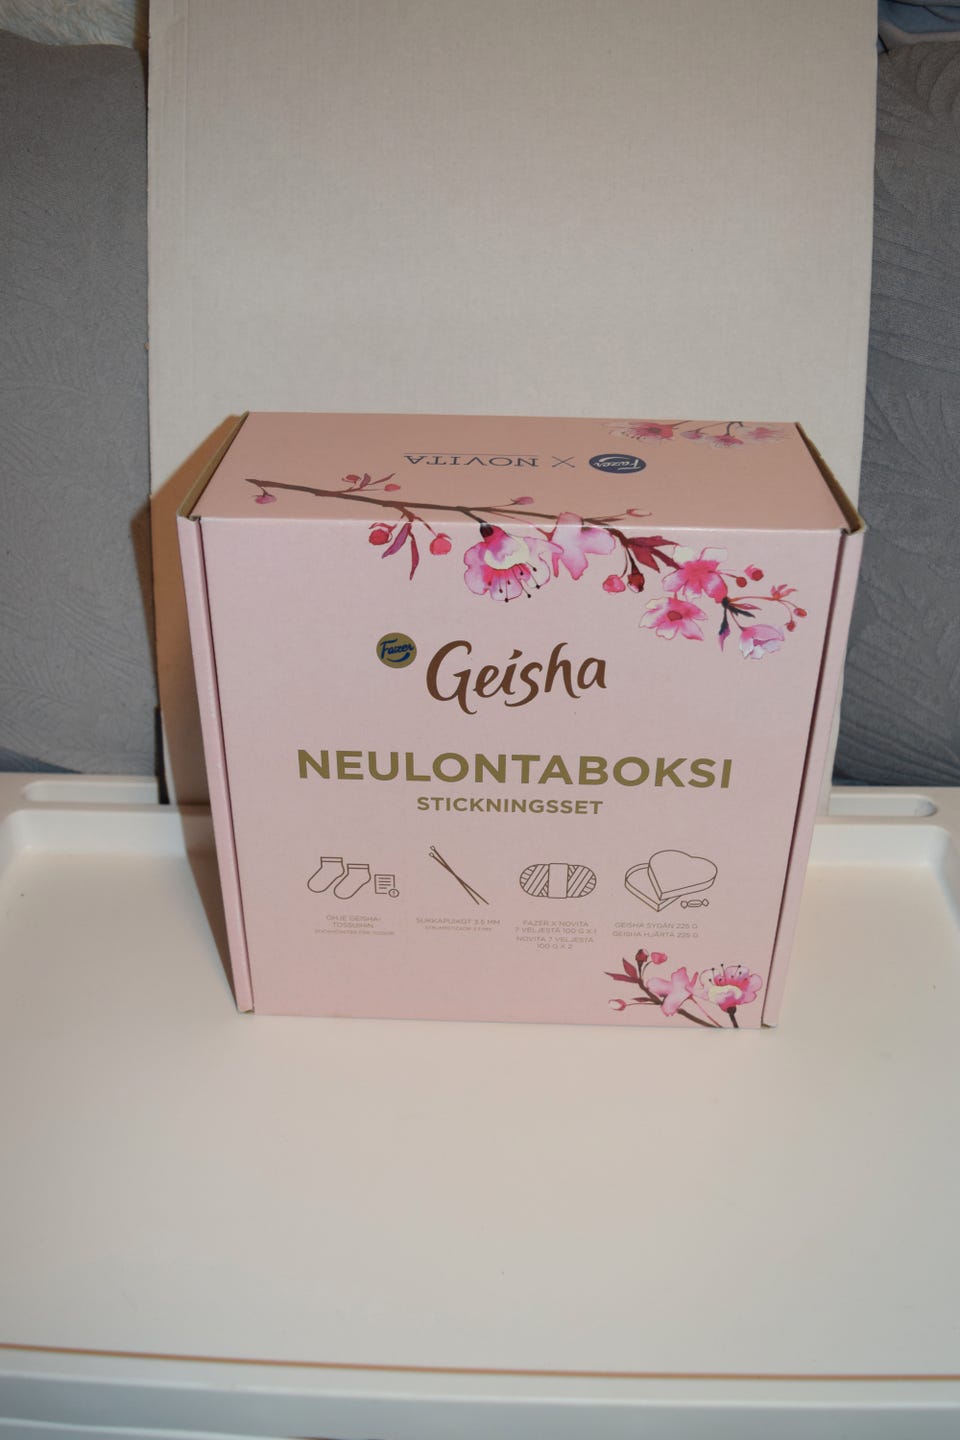 Fazer X NOVITA
Fazer
Geisha
NEULONTABOKSI
STICKNINGSSET
OHJE GEISHA-
TOSSUIHIN
SUKKAPUIKOT 3.5 MM
FAZER X NOVITA
7 VELJESTÄ 100 G X 1
NOVITA 7 VELJESTÄ
100 G X 2
GEISHA SYDÄN 225 G
GEISHA HJÄRTA 225 G